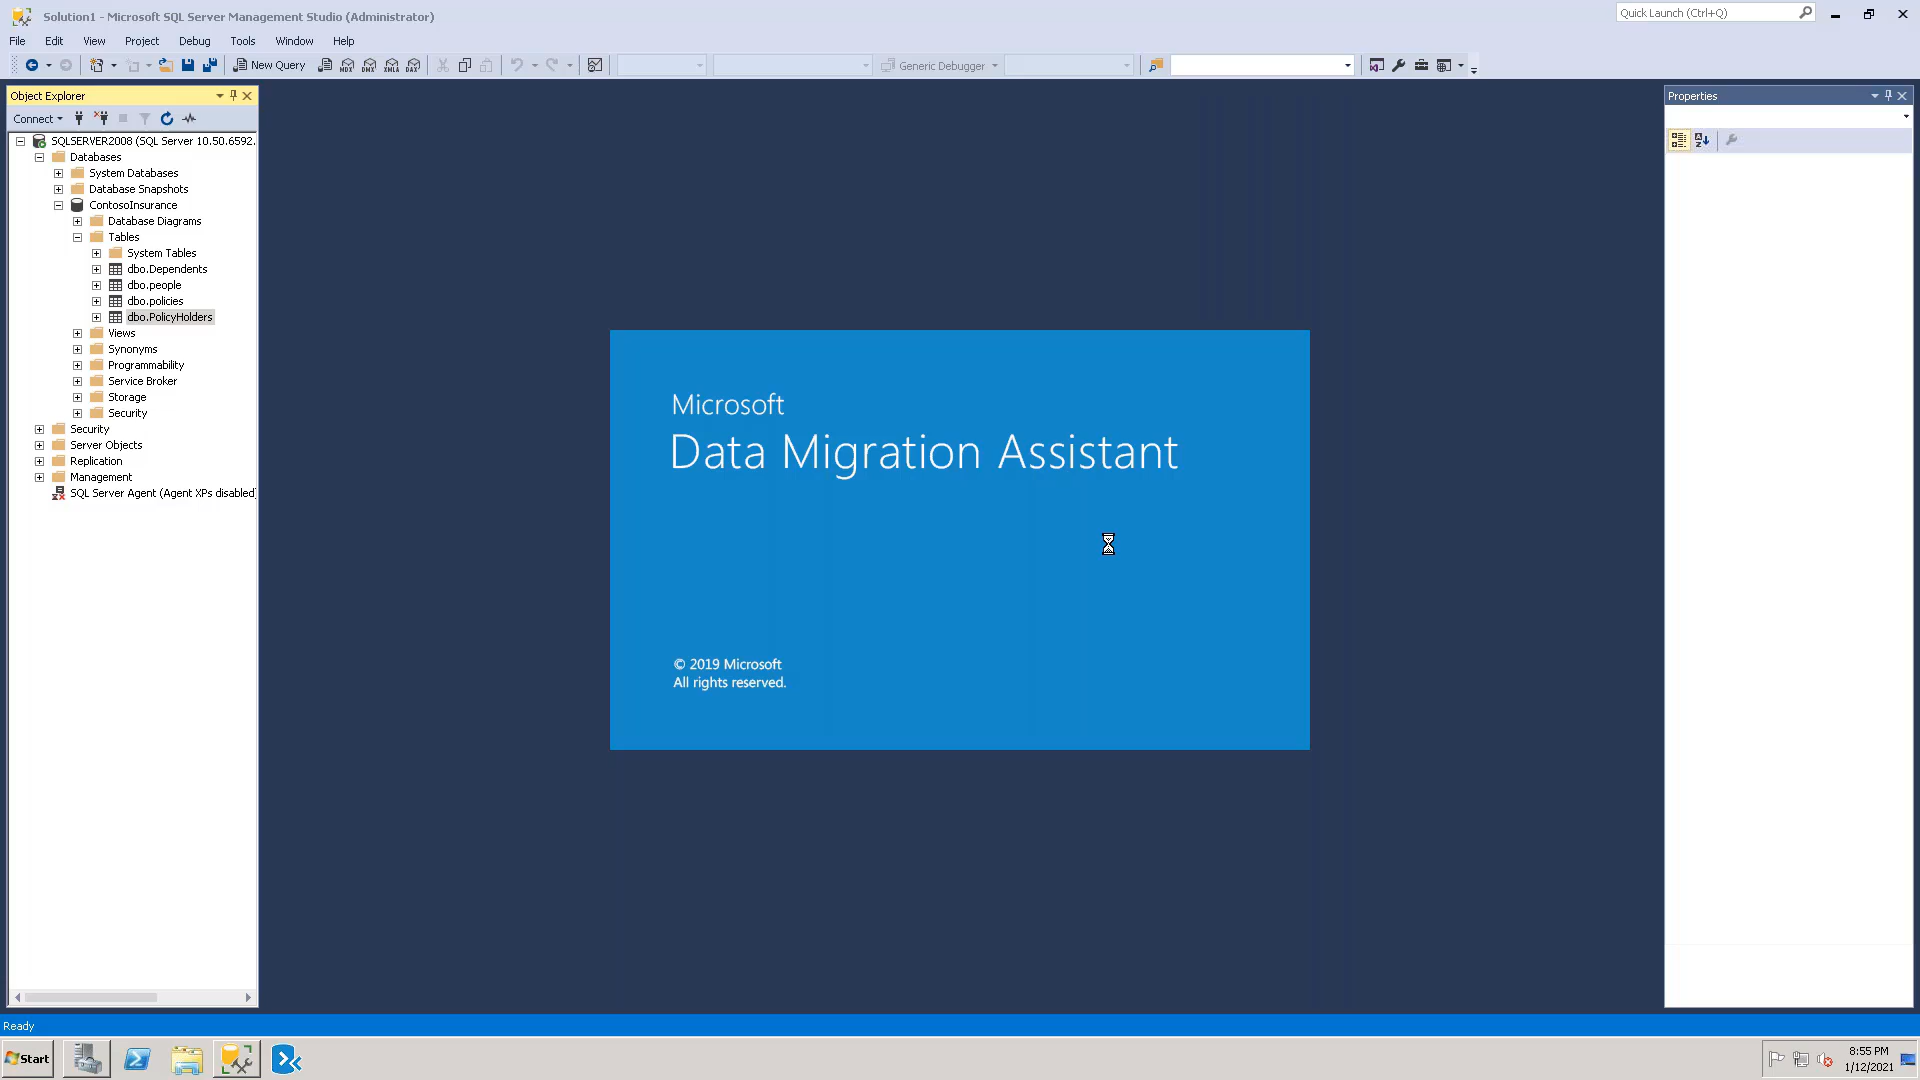 Solution1 - Microsoft SQL Server Management Studio (Administrator)
Quick Launch (Ctrl+Q)
File Edit View Project Debug Tools Window Help
New Query
MDX DMX XMLA DAX
Generic Debugger
Object Explorer
Properties
Connect
SQLSERVER2008 (SQL Server 10.50.6592.
Databases
System Databases
Database Snapshots
ContosoInsurance
Database Diagrams
Tables
System Tables
dbo.Dependents
dbo.people
dbo.policies
dbo.PolicyHolders
Views
Synonyms
Programmability
Service Broker
Storage
Security
Security
Server Objects
Replication
Management
SQL Server Agent (Agent XPs disabled)
Microsoft
Data Migration Assistant
© 2019 Microsoft
All rights reserved.
Ready
Start
8:55 PM
1/12/2021